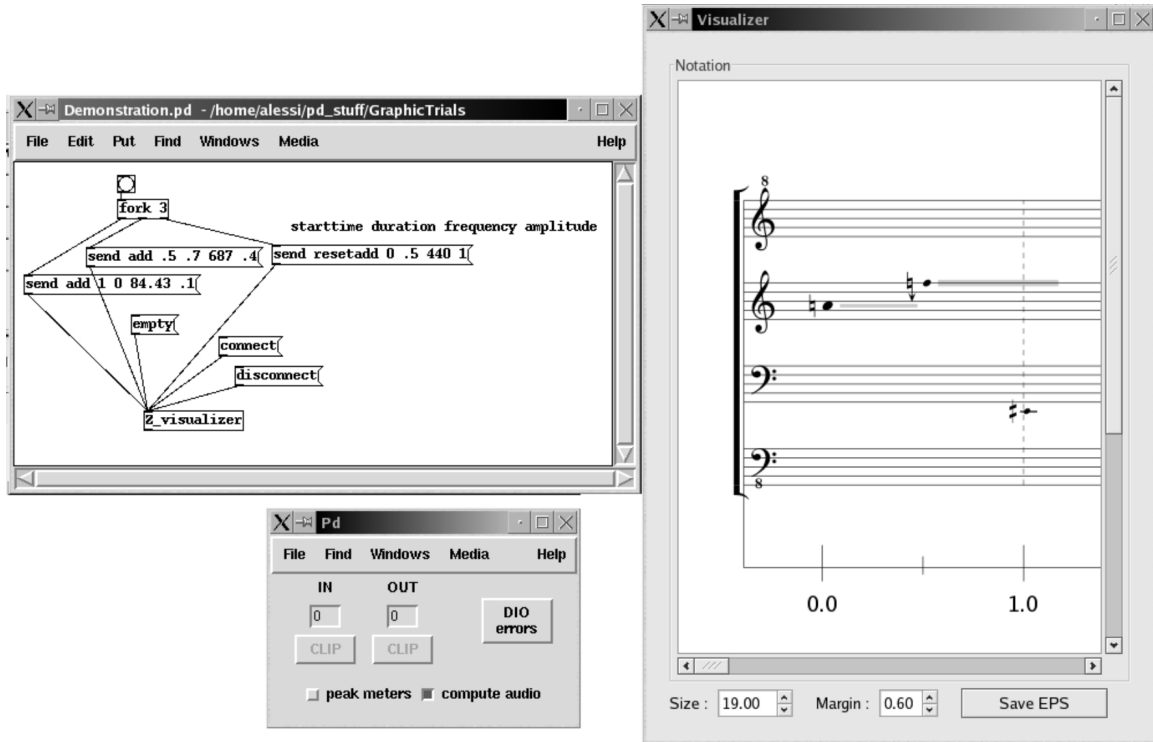 Demonstration.pd - /home/alessi/pd_stuff/GraphicTrials
File Edit Put Find Windows Media Help
fork 3
starttime duration frequency amplitude
send add .5 .7 687 .4
send resetadd 0 .5 440 1
send add 1 0 84.43 .1
empty
connect
disconnect
Z_visualizer
Pd
File Find Windows Media Help
IN OUT
0 0
DIO
errors
CLIP CLIP
peak meters compute audio
Visualizer
Notation
8
8
0.0 1.0
Size : 19.00 Margin : 0.60 Save EPS